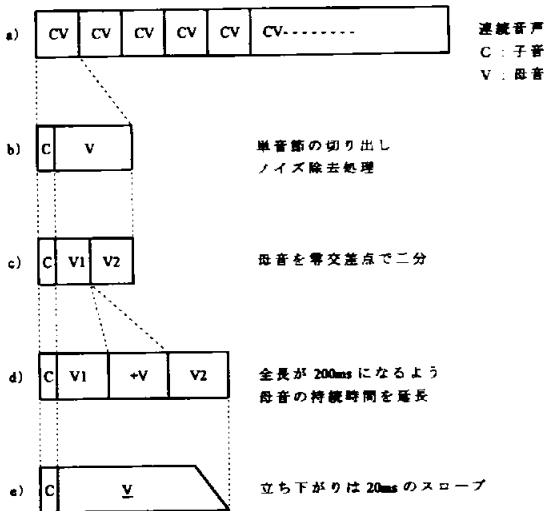 a) CV CV CV CV CV CV--------
連続音声
C : 子音
V : 母音
b) C V
単音節の切り出し
ノイズ除去処理
c) C V1 V2
母音を零交差点で二分
d) C V1 +V V2
全長が 200ms になるよう
母音の持続時間を延長
e) C V
立ち下がりは 20ms のスロープ